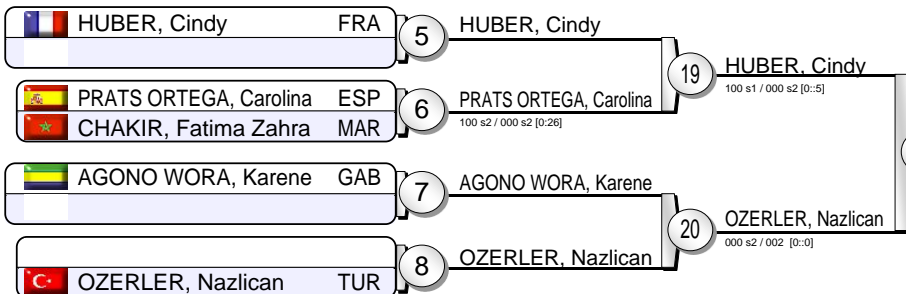 HUBER, Cindy FRA
5
HUBER, Cindy
PRATS ORTEGA, Carolina ESP
CHAKIR, Fatima Zahra MAR
6
PRATS ORTEGA, Carolina
100 s2 / 000 s2 [0:26]
19
HUBER, Cindy
100 s1 / 000 s2 [0::5]
AGONO WORA, Karene GAB
7
AGONO WORA, Karene
OZERLER, Nazlican TUR
8
OZERLER, Nazlican
20
OZERLER, Nazlican
000 s2 / 002 [0::0]